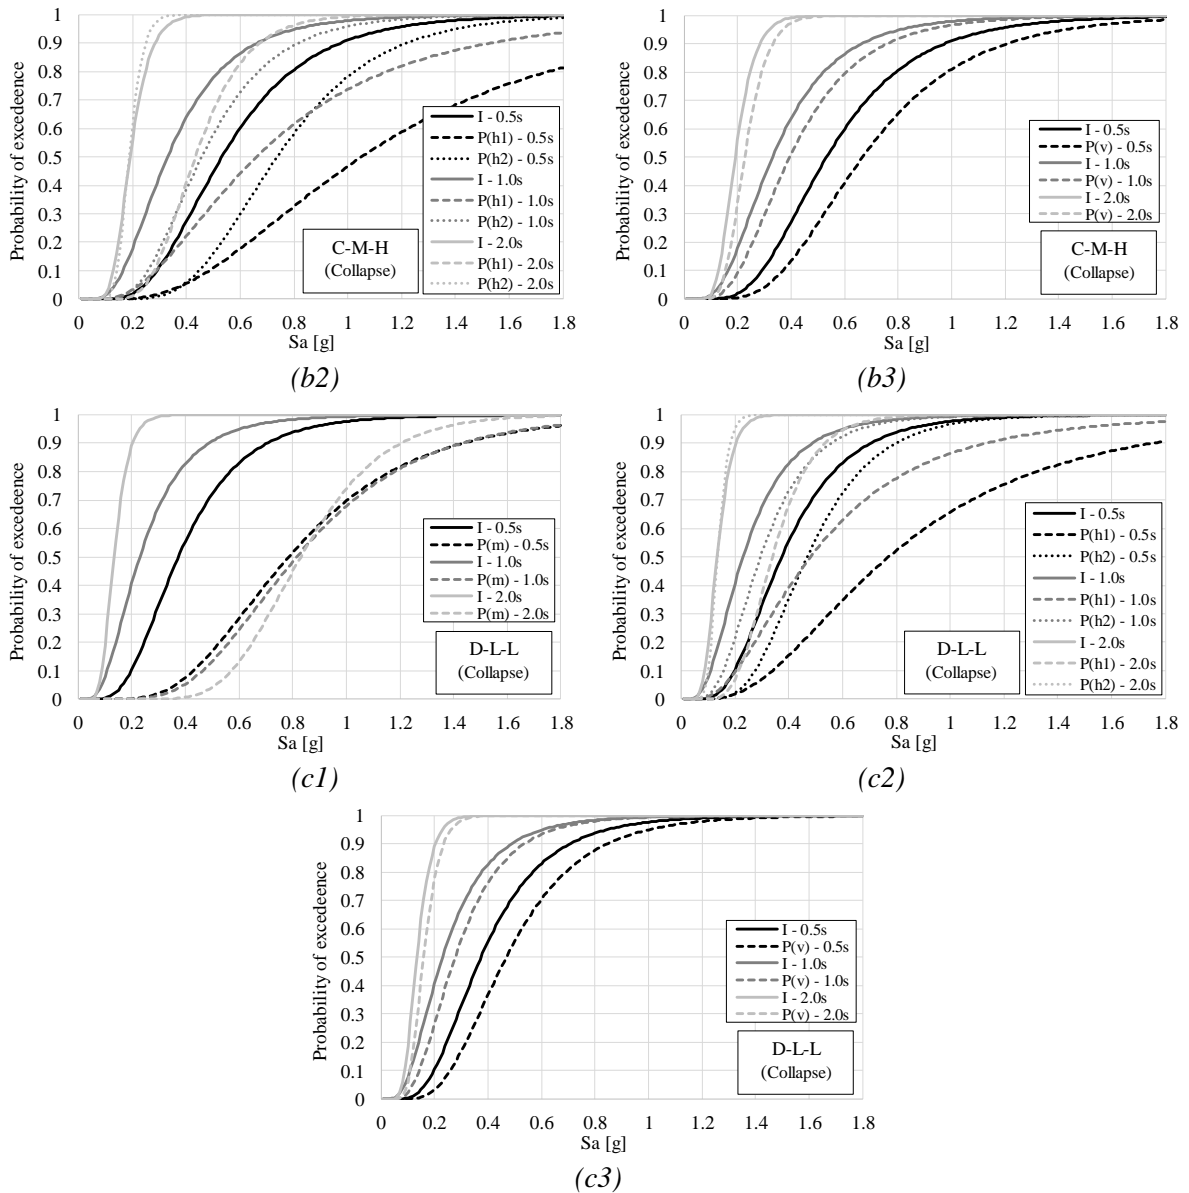 Probability of exceedeence
1
0.9
0.8
0.7
0.6
0.5
0.4
0.3
0.2
0.1
0
I - 0.5s
P(h1) - 0.5s
P(h2) - 0.5s
I - 1.0s
P(h1) - 1.0s
P(h2) - 1.0s
I - 2.0s
P(h1) - 2.0s
P(h2) - 2.0s
C-M-H
(Collapse)
0 0.2 0.4 0.6 0.8 1 1.2 1.4 1.6 1.8
Sa [g]
(b2)
Probability of exceedeence
1
0.9
0.8
0.7
0.6
0.5
0.4
0.3
0.2
0.1
0
I - 0.5s
P(v) - 0.5s
I - 1.0s
P(v) - 1.0s
I - 2.0s
P(v) - 2.0s
C-M-H
(Collapse)
0 0.2 0.4 0.6 0.8 1 1.2 1.4 1.6 1.8
Sa [g]
(b3)
Probability of exceedeence
1
0.9
0.8
0.7
0.6
0.5
0.4
0.3
0.2
0.1
0
I - 0.5s
P(m) - 0.5s
I - 1.0s
P(m) - 1.0s
I - 2.0s
P(m) - 2.0s
D-L-L
(Collapse)
0 0.2 0.4 0.6 0.8 1 1.2 1.4 1.6 1.8
Sa [g]
(c1)
Probability of exceedeence
1
0.9
0.8
0.7
0.6
0.5
0.4
0.3
0.2
0.1
0
I - 0.5s
P(h1) - 0.5s
P(h2) - 0.5s
I - 1.0s
P(h1) - 1.0s
P(h2) - 1.0s
I - 2.0s
P(h1) - 2.0s
P(h2) - 2.0s
D-L-L
(Collapse)
0 0.2 0.4 0.6 0.8 1 1.2 1.4 1.6 1.8
Sa [g]
(c2)
Probability of exceedeence
1
0.9
0.8
0.7
0.6
0.5
0.4
0.3
0.2
0.1
0
I - 0.5s
P(v) - 0.5s
I - 1.0s
P(v) - 1.0s
I - 2.0s
P(v) - 2.0s
D-L-L
(Collapse)
0 0.2 0.4 0.6 0.8 1 1.2 1.4 1.6 1.8
Sa [g]
(c3)